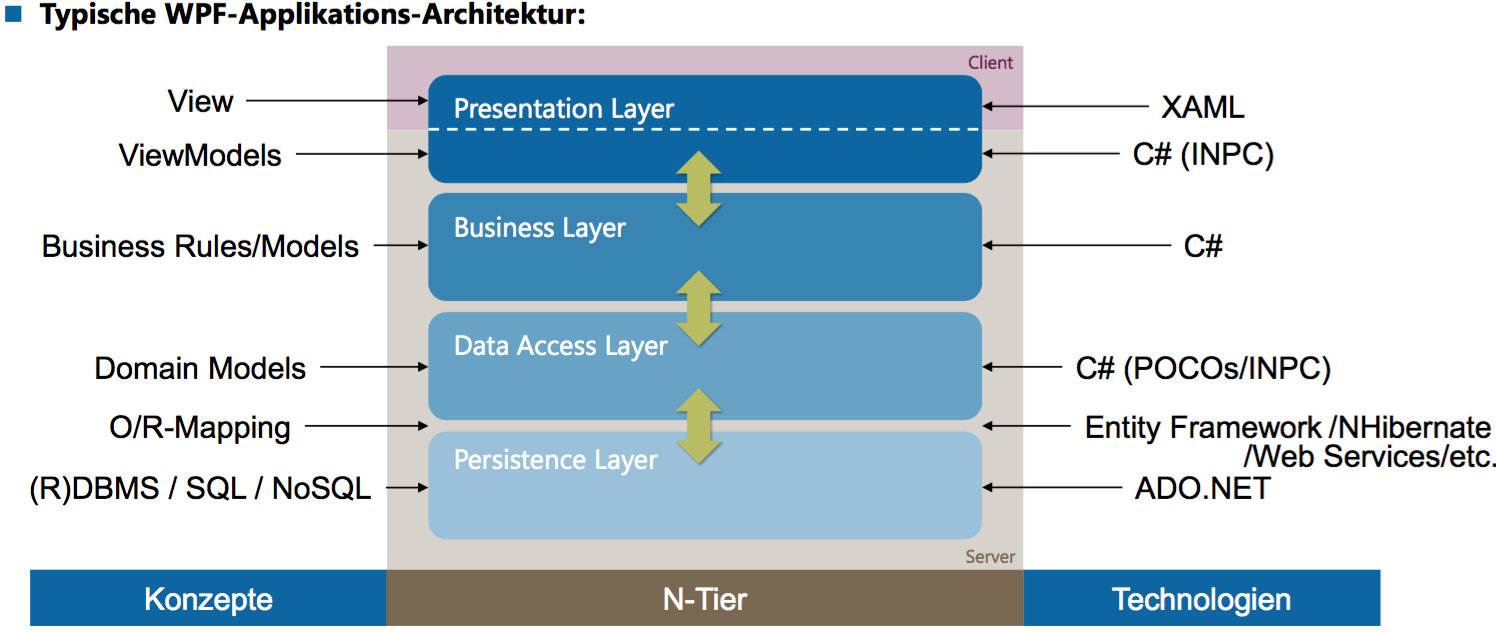 Typische WPF-Applikations-Architektur:
Client
View
Presentation Layer
XAML
ViewModels
C# (INPC)
Business Rules/Models
Business Layer
C#
Domain Models
Data Access Layer
C# (POCOs/INPC)
O/R-Mapping
Entity Framework /NHibernate
/Web Services/etc.
(R)DBMS / SQL / NoSQL
Persistence Layer
ADO.NET
Server
Konzepte
N-Tier
Technologien